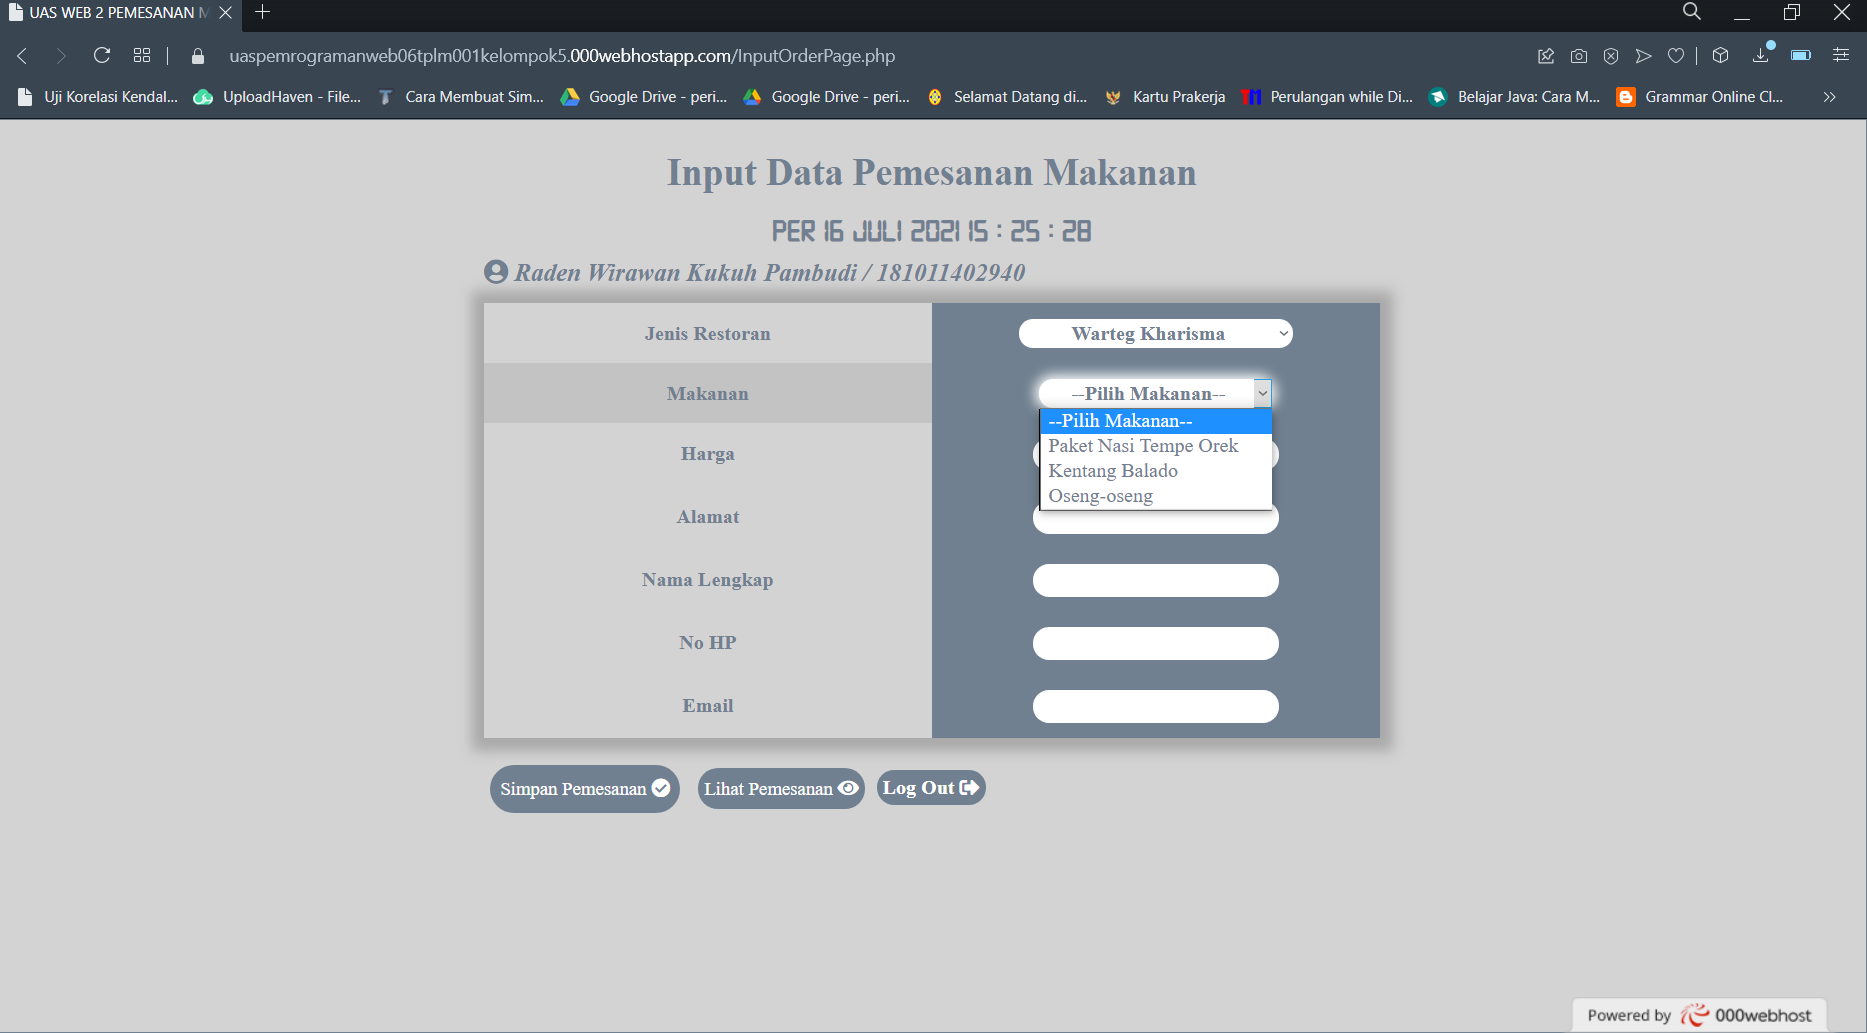 UAS WEB 2 PEMESANAN M
uaspemrogramanweb06tplm001kelompok5.000webhostapp.com/InputOrderPage.php
Uji Korelasi Kendal... UploadHaven - File... Cara Membuat Sim... Google Drive - peri... Google Drive - peri... Selamat Datang di... Kartu Prakerja Perulangan while Di... Belajar Java: Cara M... Grammar Online Cl...
Input Data Pemesanan Makanan
PER 16 JULI 2021 15 : 25 : 28
Raden Wirawan Kukuh Pambudi / 181011402940
Jenis Restoran Warteg Kharisma
Makanan --Pilih Makanan--
--Pilih Makanan--
Paket Nasi Tempe Orek
Kentang Balado
Oseng-oseng
Harga
Alamat
Nama Lengkap
No HP
Email
Simpan Pemesanan Lihat Pemesanan Log Out
Powered by 000webhost